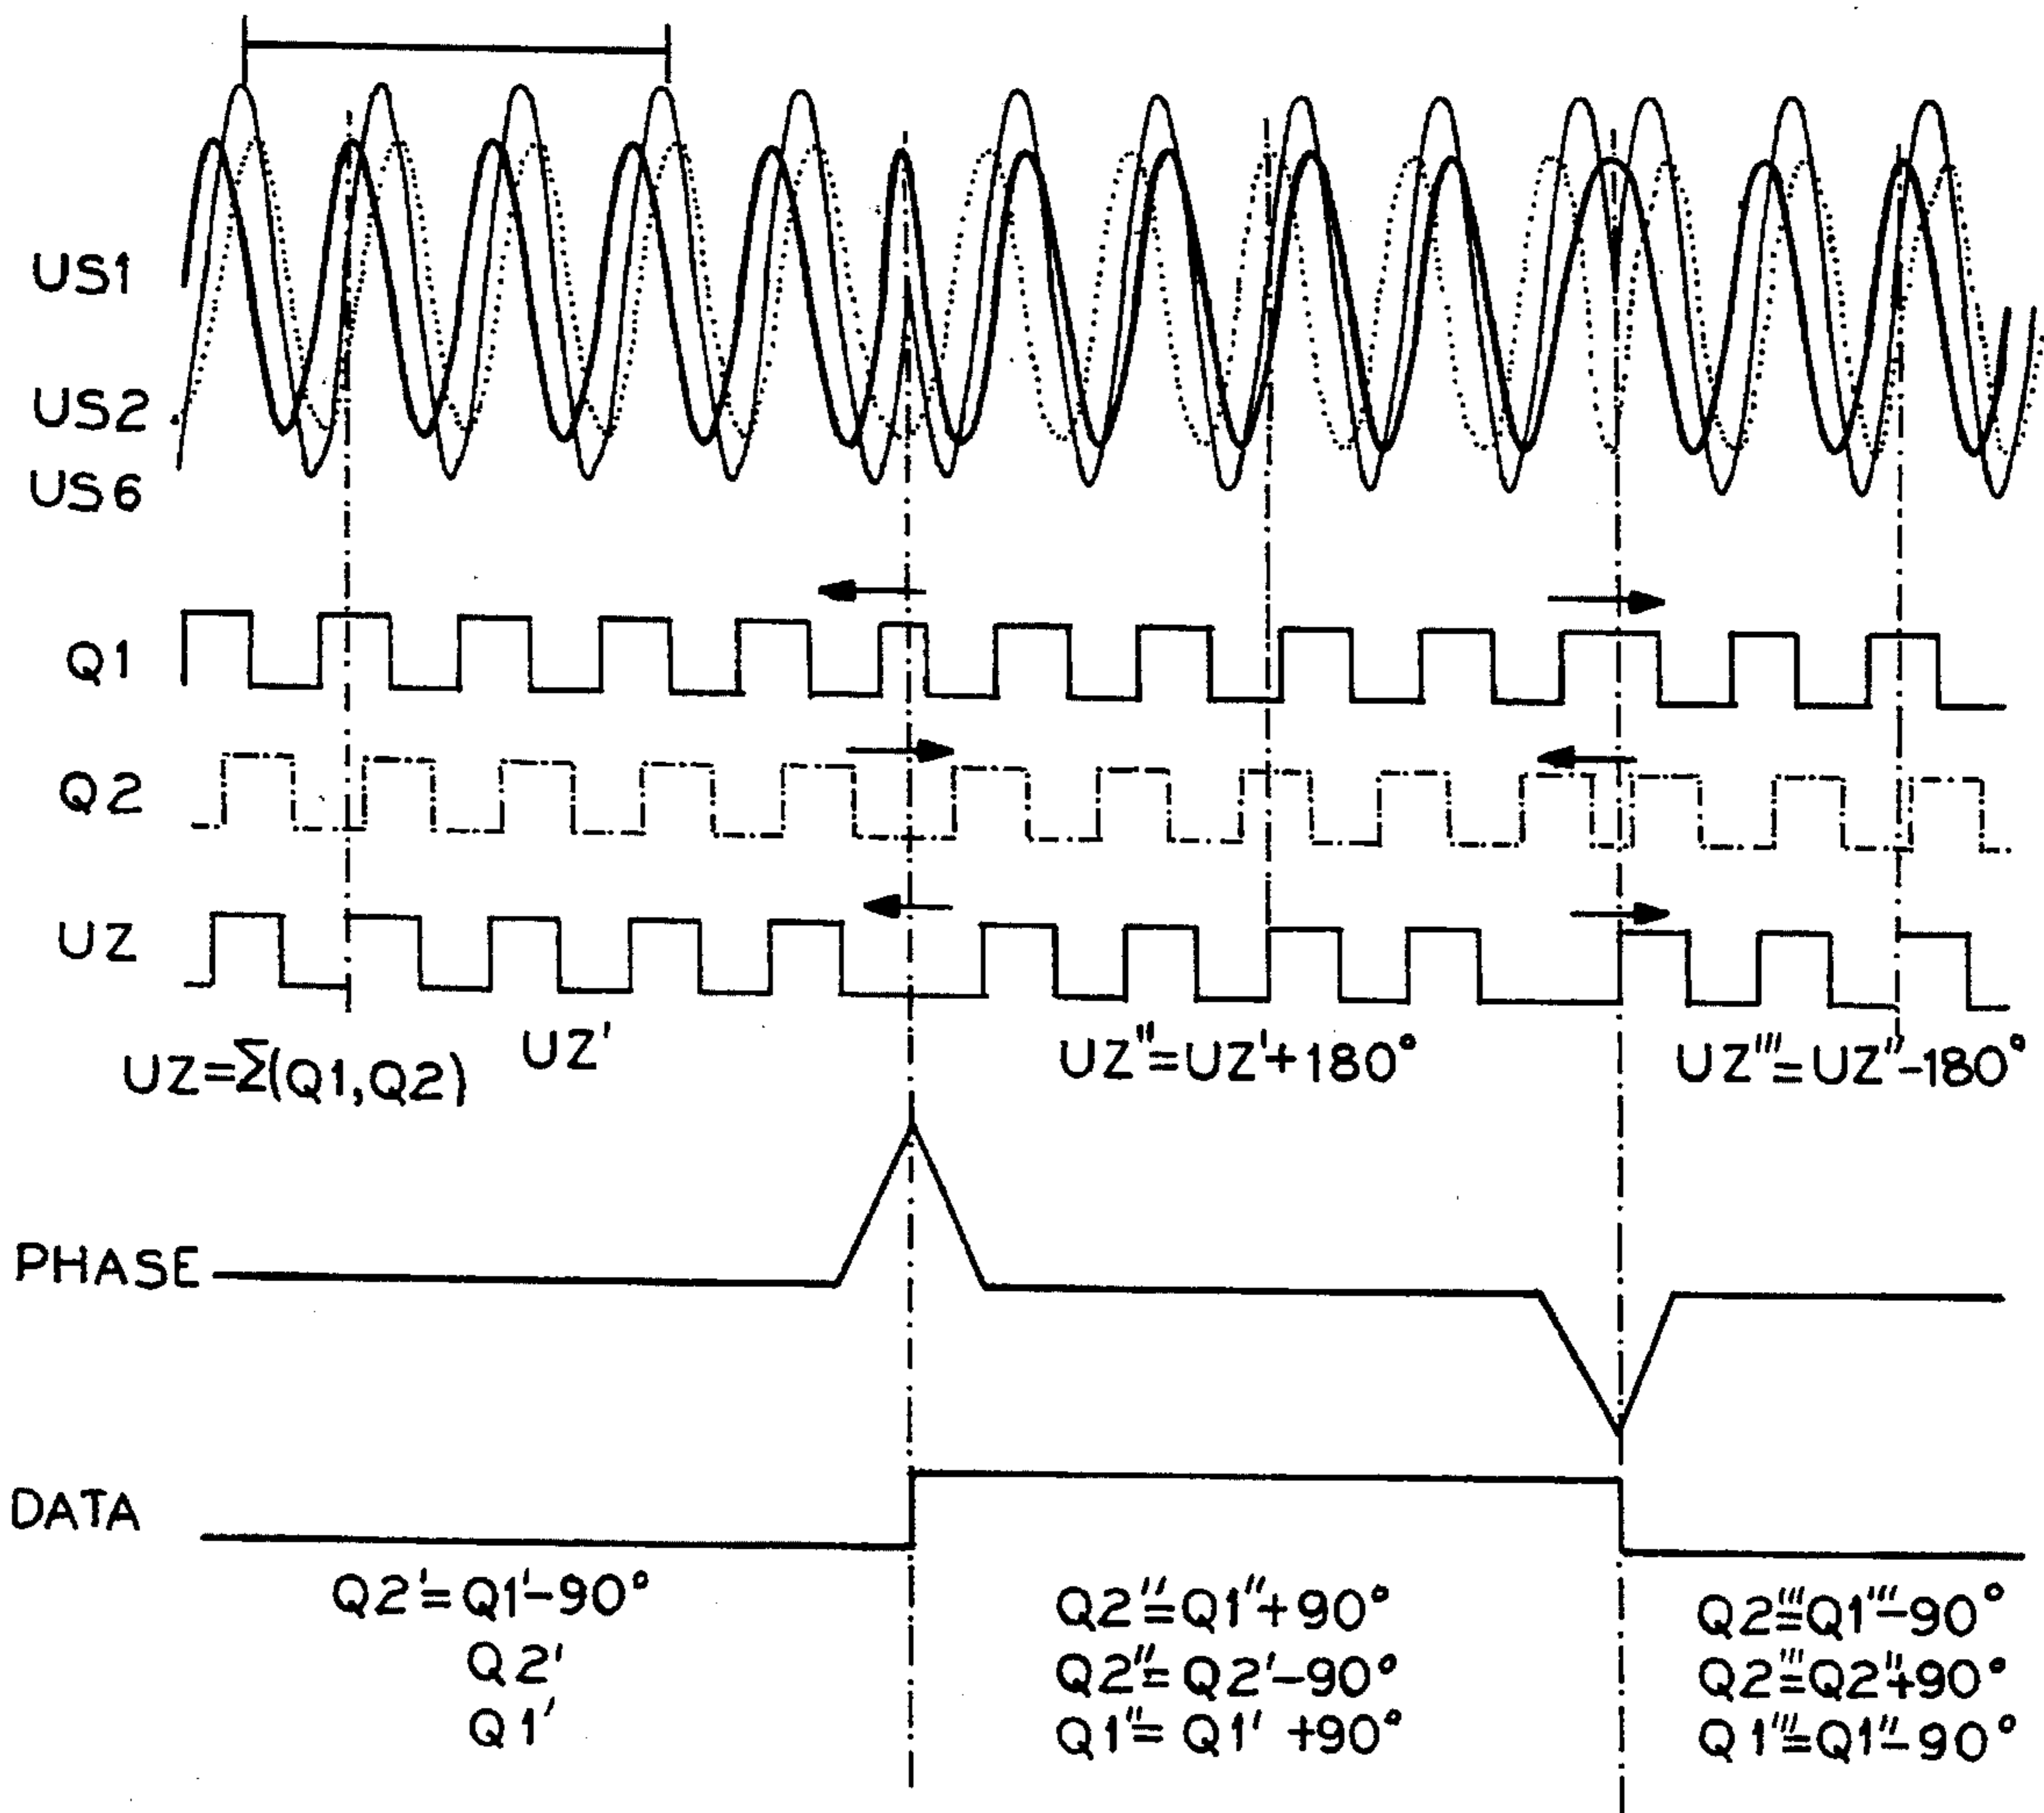 US1
US2
US6
Q1
Q2
UZ
UZ=Σ(Q1,Q2)
UZ'
UZ''=UZ'+180°
UZ'''=UZ''-180°
PHASE
DATA
Q2'=Q1'-90°
Q2'
Q1'
Q2''=Q1''+90°
Q2''=Q2'-90°
Q1''=Q1'+90°
Q2'''=Q1'''-90°
Q2'''=Q2''+90°
Q1'''=Q1''-90°